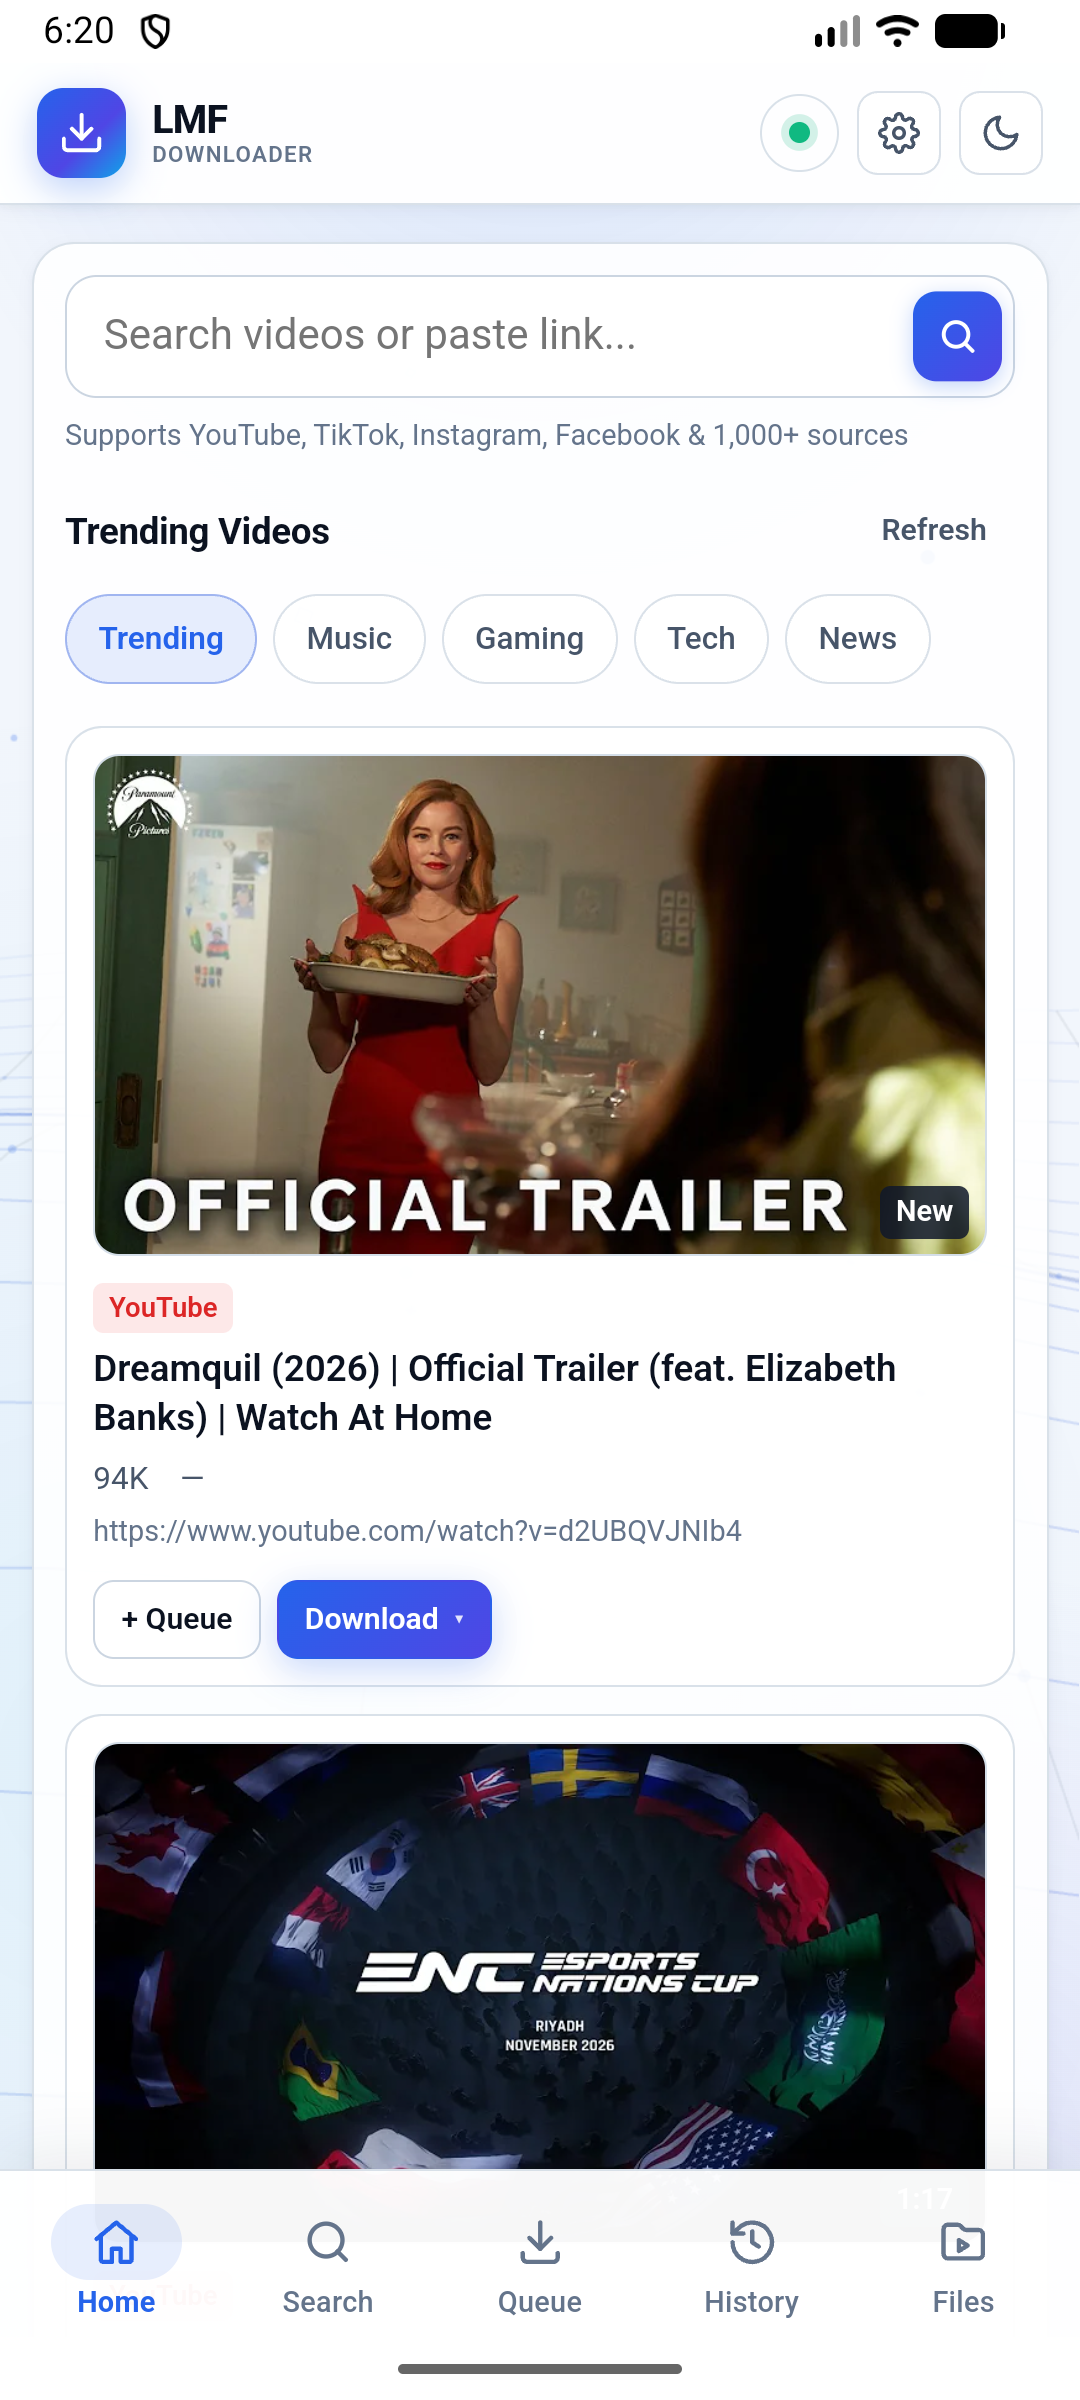 6:20
LMF
DOWNLOADER
Search videos or paste link...
Supports YouTube, TikTok, Instagram, Facebook & 1,000+ sources
Trending Videos
Refresh
Trending
Music
Gaming
Tech
News
Paramount
Pictures
OFFICIAL TRAILER
New
YouTube
Dreamquil (2026) | Official Trailer (feat. Elizabeth
Banks) | Watch At Home
94K —
https://www.youtube.com/watch?v=d2UBQVJNIb4
+ Queue
Download
ENC ESPORTS
NATIONS CUP
RIYADH
NOVEMBER 2026
1:17
YouTube
Home
Search
Queue
History
Files